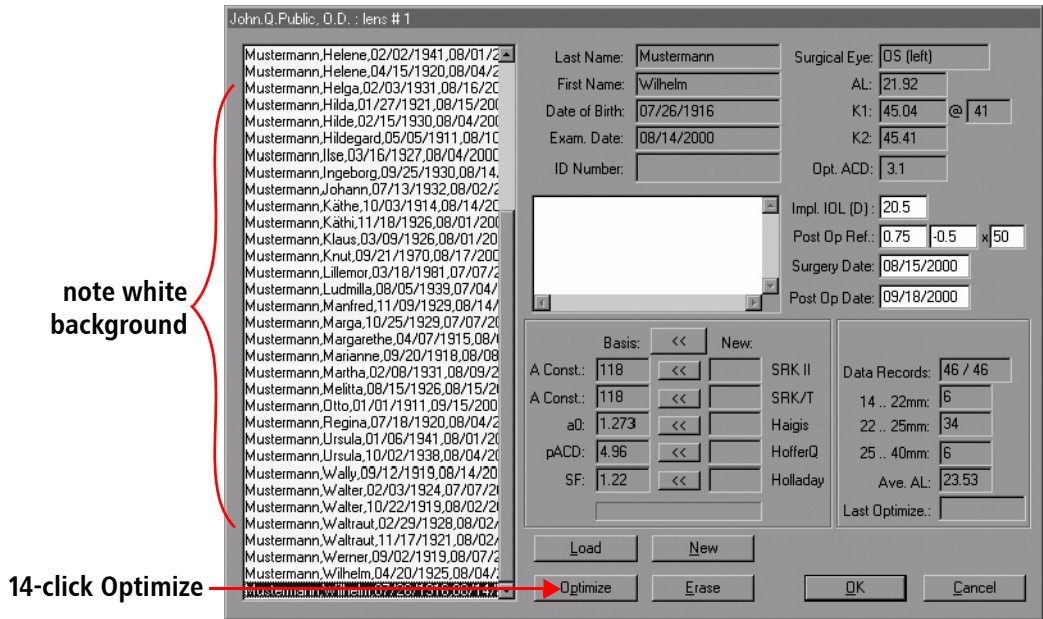 John.Q.Public, O.D. : lens # 1
Mustermann,Helene,02/02/1941,08/01/2
Mustermann,Helene,04/15/1920,08/04/2
Mustermann,Helga,02/03/1931,08/16/20
Mustermann,Hilda,01/27/1921,08/15/200
Mustermann,Hilde,02/15/1930,08/04/200
Mustermann,Hildegard,05/05/1911,08/10
Mustermann,Ilse,03/16/1927,08/04/2000
Mustermann,Ingeborg,09/25/1930,08/14.
Mustermann,Johann,07/13/1932,08/02/2
Mustermann,Käthe,10/03/1914,08/14/20
Mustermann,Käthi,11/18/1926,08/01/200
Mustermann,Klaus,03/09/1926,08/01/20
Mustermann,Knut,09/21/1970,08/17/200
Mustermann,Lillemor,03/18/1981,07/07/2
Mustermann,Ludmilla,08/05/1939,07/04/
Mustermann,Manfred,11/09/1929,08/14/
Mustermann,Marga,10/25/1929,07/07/20
Mustermann,Margarethe,04/07/1915,08/
Mustermann,Marianne,09/20/1918,08/08
Mustermann,Martha,02/08/1931,08/09/2
Mustermann,Melitta,08/15/1926,08/15/2
Mustermann,Otto,01/01/1911,09/15/200
Mustermann,Regina,07/18/1920,08/04/2
Mustermann,Ursula,01/06/1941,08/01/20
Mustermann,Ursula,10/02/1938,08/04/20
Mustermann,Wally,09/12/1919,08/14/20
Mustermann,Walter,02/03/1924,07/07/2
Mustermann,Walter,10/22/1919,08/02/2
Mustermann,Waltraut,02/29/1928,08/02/
Mustermann,Waltraut,11/17/1921,08/02/
Mustermann,Werner,09/02/1919,08/07/2
Mustermann,Wilhelm,04/20/1925,08/04/
Mustermann,Wilhelm,07/26/1916,08/14/
note white
background
14-click Optimize
Last Name: Mustermann
First Name: Wilhelm
Date of Birth: 07/26/1916
Exam. Date: 08/14/2000
ID Number:
Surgical Eye: OS (left)
AL: 21.92
K1: 45.04 @ 41
K2: 45.41
Opt. ACD: 3.1
Impl. IOL (D) : 20.5
Post Op Ref.: 0.75 -0.5 x 50
Surgery Date: 08/15/2000
Post Op Date: 09/18/2000
Basis: << New:
A Const.: 118 << SRK II
A Const.: 118 << SRK/T
a0: 1.273 << Haigis
pACD: 4.96 << HofferQ
SF: 1.22 << Holladay
Data Records: 46 / 46
14 .. 22mm: 6
22 .. 25mm: 34
25 .. 40mm: 6
Ave. AL: 23.53
Last Optimize.:
Load New
Optimize Erase OK Cancel